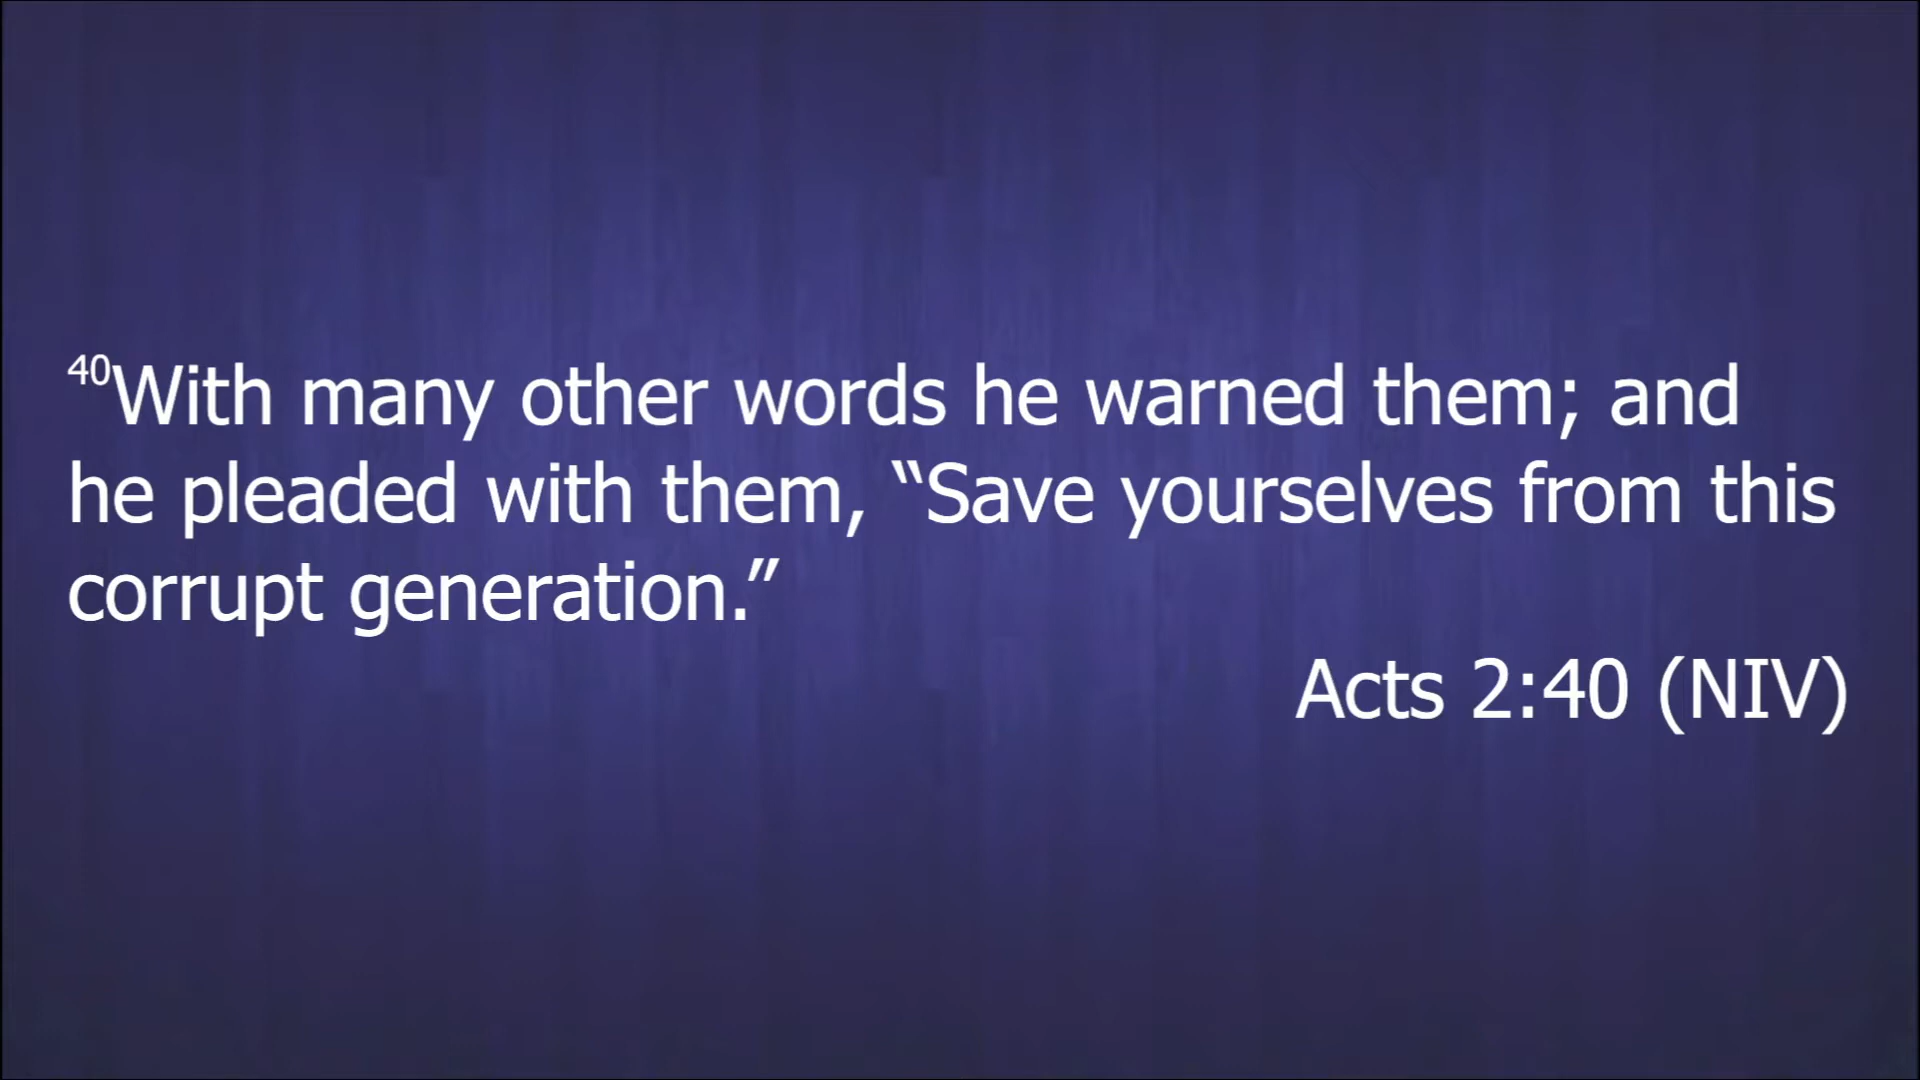 ⁴⁰With many other words he warned them; and
he pleaded with them, “Save yourselves from this
corrupt generation.”
Acts 2:40 (NIV)